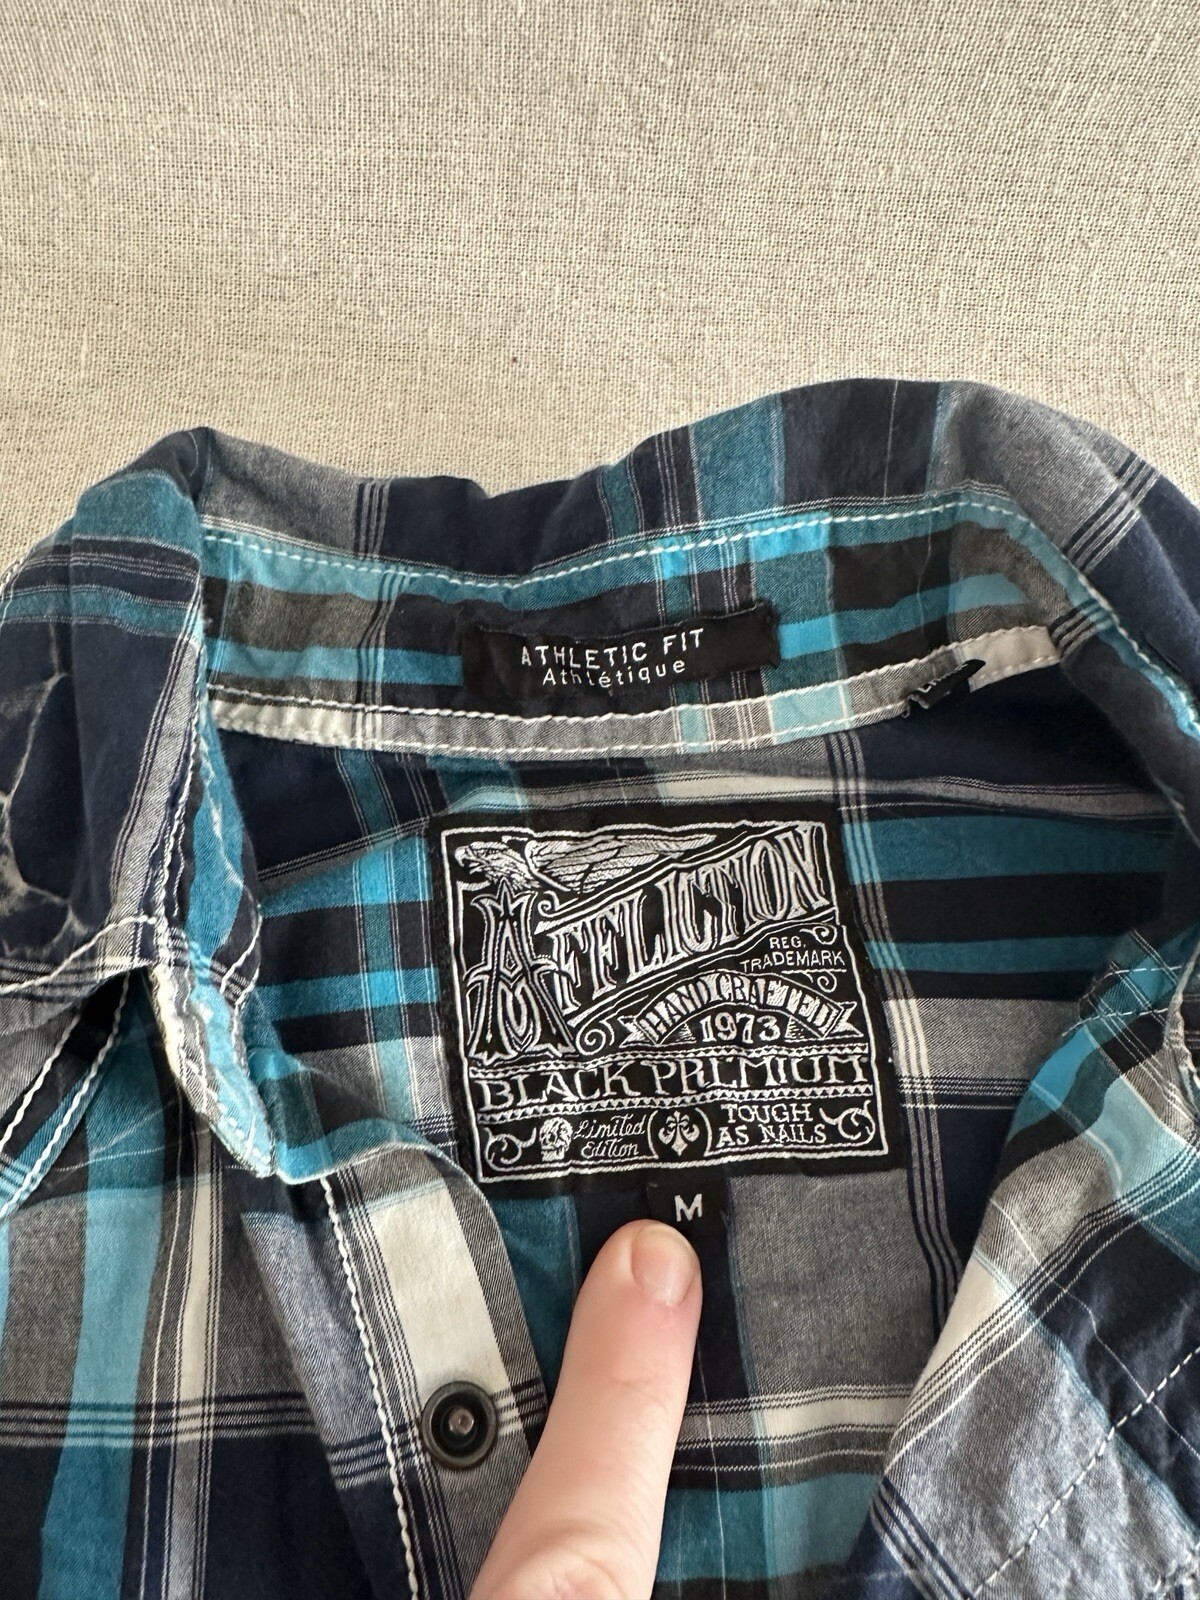 ATHLETIC FIT
Athlétique
AFFLICTION
REG.
TRADEMARK
HAND CRAFTED
1973
BLACK PREMIUM
Limited
Edition
TOUGH
AS NAILS
M